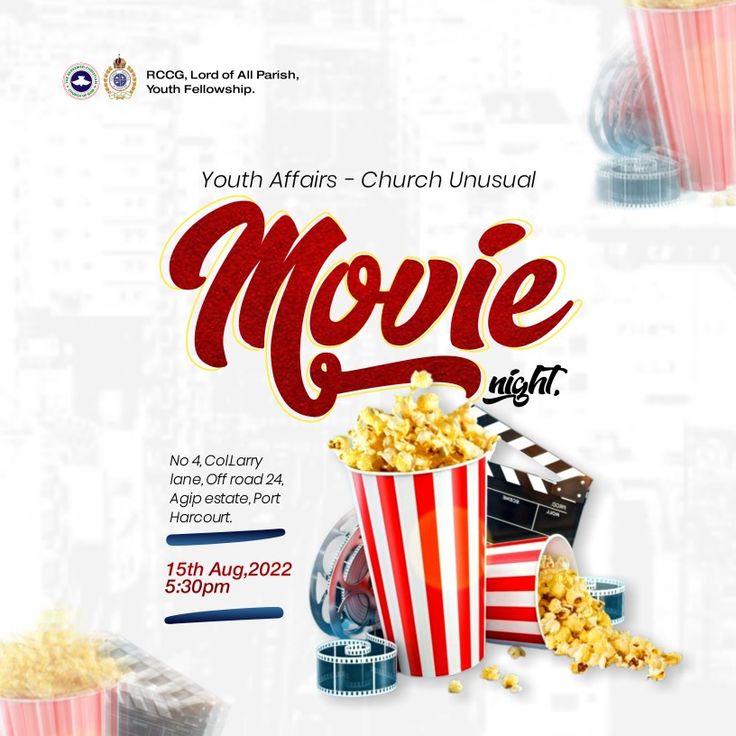 RCCG, Lord of All Parish,
Youth Fellowship.
Youth Affairs - Church Unusual
Movie
night.
No 4, Col.Larry
lane, Off road 24,
Agip estate, Port
Harcourt.
15th Aug,2022
5:30pm